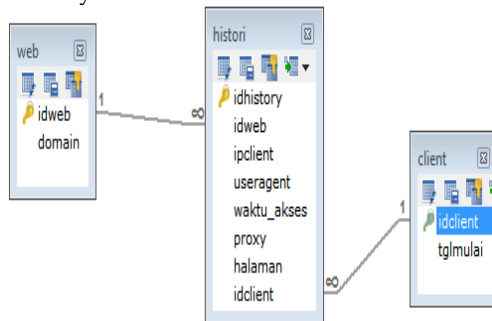 web
idweb
domain
1
∞
histori
idhistory
idweb
ipclient
useragent
waktu_akses
proxy
halaman
idclient
∞
1
client
idclient
tglmulai